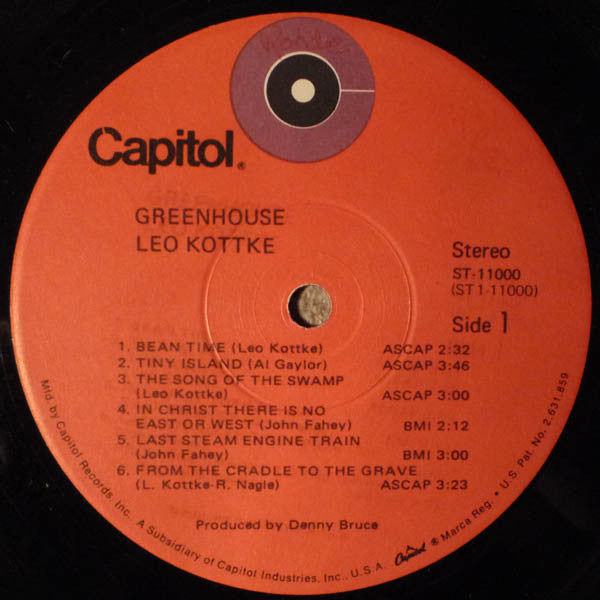 Capitol®
GREENHOUSE
LEO KOTTKE
Stereo
ST-11000
(ST1-11000)
Side 1
1. BEAN TIME (Leo Kottke) ASCAP 2:32
2. TINY ISLAND (Al Gaylor) ASCAP 3:46
3. THE SONG OF THE SWAMP
(Leo Kottke) ASCAP 3:00
4. IN CHRIST THERE IS NO
EAST OR WEST (John Fahey) BMI 2:12
5. LAST STEAM ENGINE TRAIN
(John Fahey) BMI 3:00
6. FROM THE CRADLE TO THE GRAVE
(L. Kottke-R. Nagle) ASCAP 3:23
Produced by Denny Bruce
Mfd. by Capitol Records, Inc., A Subsidiary of Capitol Industries, Inc., U.S.A. Capitol ® Marca Reg. • U.S. Pat. No. 2,631,859